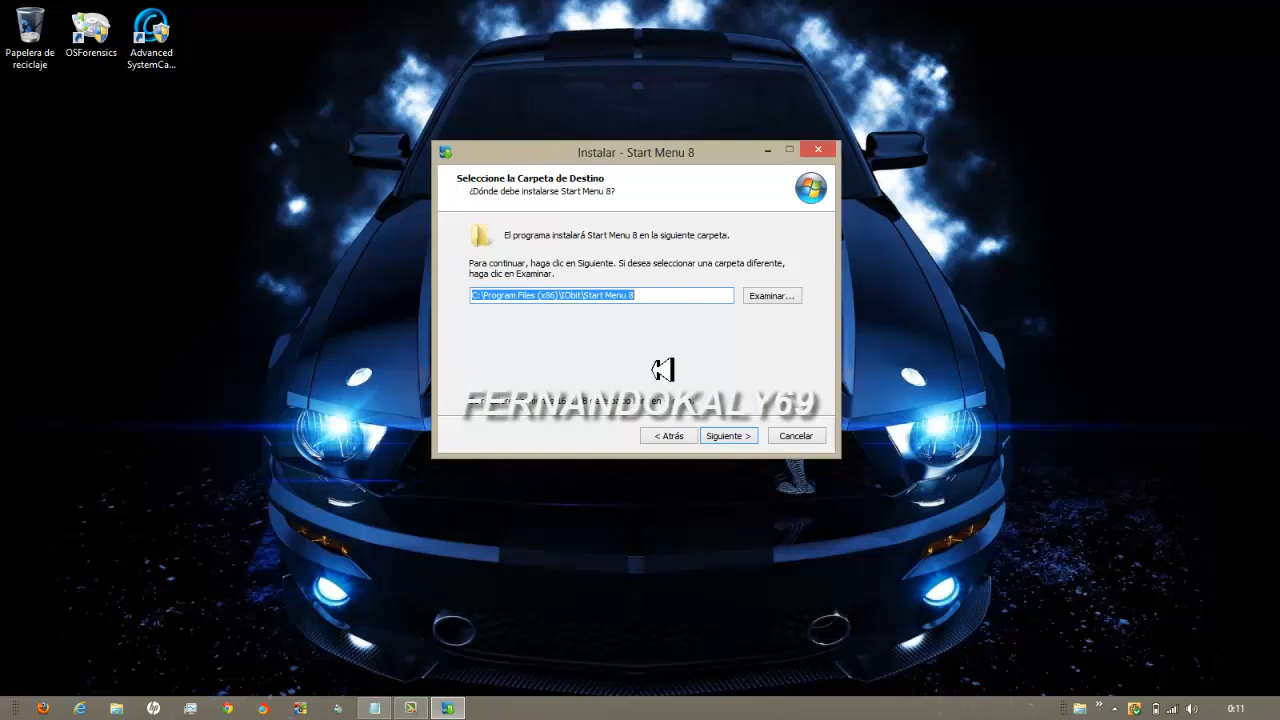 Papelera de
reciclaje
OSForensics
Advanced
SystemCa...
Instalar - Start Menu 8
Seleccione la Carpeta de Destino
¿Dónde debe instalarse Start Menu 8?
El programa instalará Start Menu 8 en la siguiente carpeta.
Para continuar, haga clic en Siguiente. Si desea seleccionar una carpeta diferente,
haga clic en Examinar.
C:\Program Files (x86)\IObit\Start Menu 8
Examinar...
FERNANDOKALY69
< Atrás
Siguiente >
Cancelar
0:11